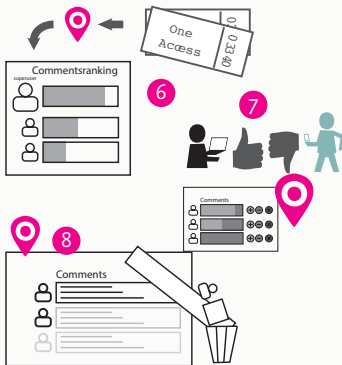 One
Access
0 33 40
Commentsranking
superuser
6
7
Comments
8
Comments